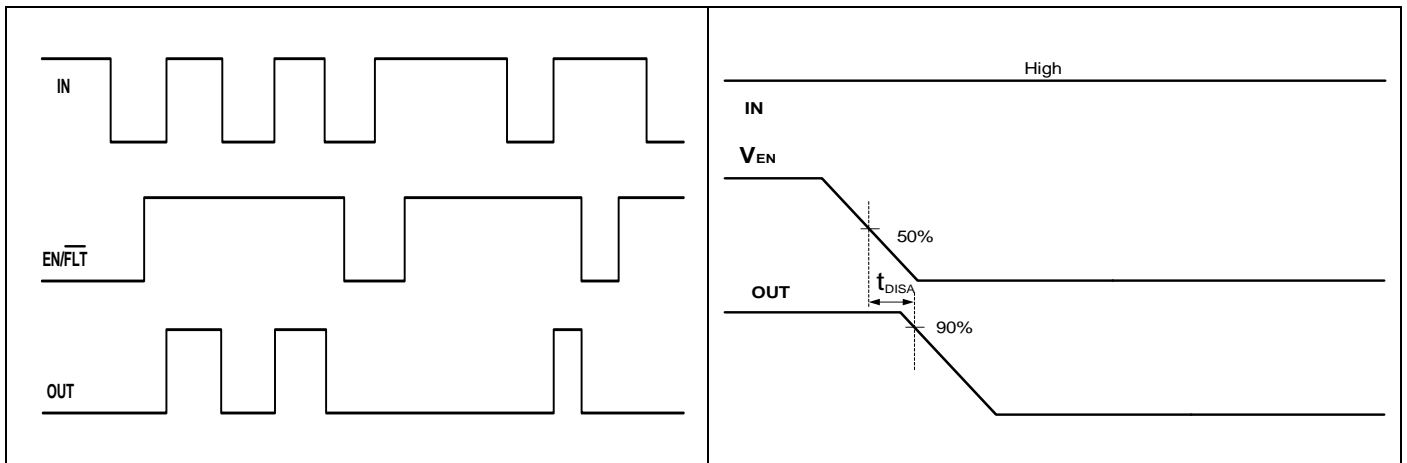 IN
EN/FLT
OUT
High
IN
VEN
50%
tDISA
OUT
90%